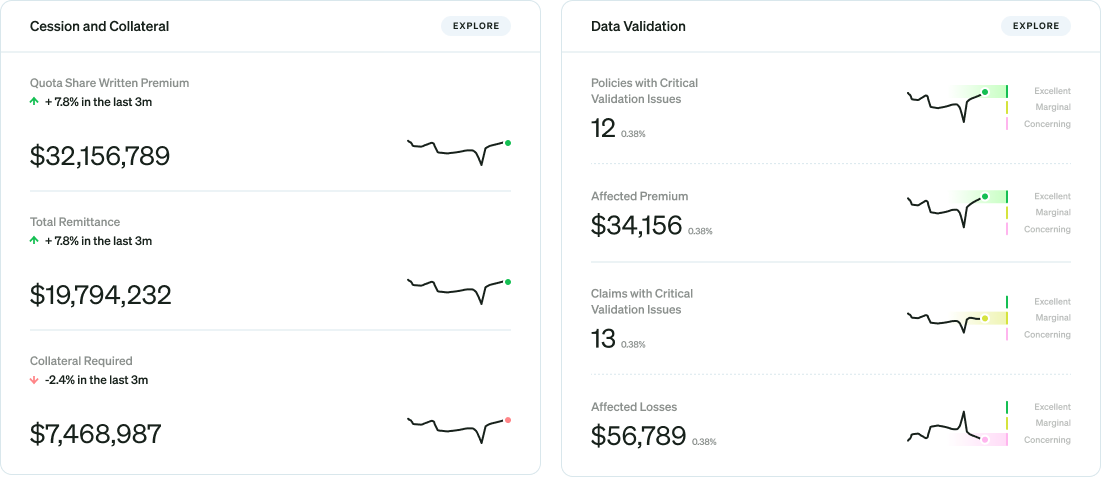 Cession and Collateral
EXPLORE
Quota Share Written Premium
+ 7.8% in the last 3m
$32,156,789
Total Remittance
+ 7.8% in the last 3m
$19,794,232
Collateral Required
-2.4% in the last 3m
$7,468,987
Data Validation
EXPLORE
Policies with Critical
Validation Issues
12 0.38%
Excellent
Marginal
Concerning
Affected Premium
$34,156 0.38%
Excellent
Marginal
Concerning
Claims with Critical
Validation Issues
13 0.38%
Excellent
Marginal
Concerning
Affected Losses
$56,789 0.38%
Excellent
Marginal
Concerning